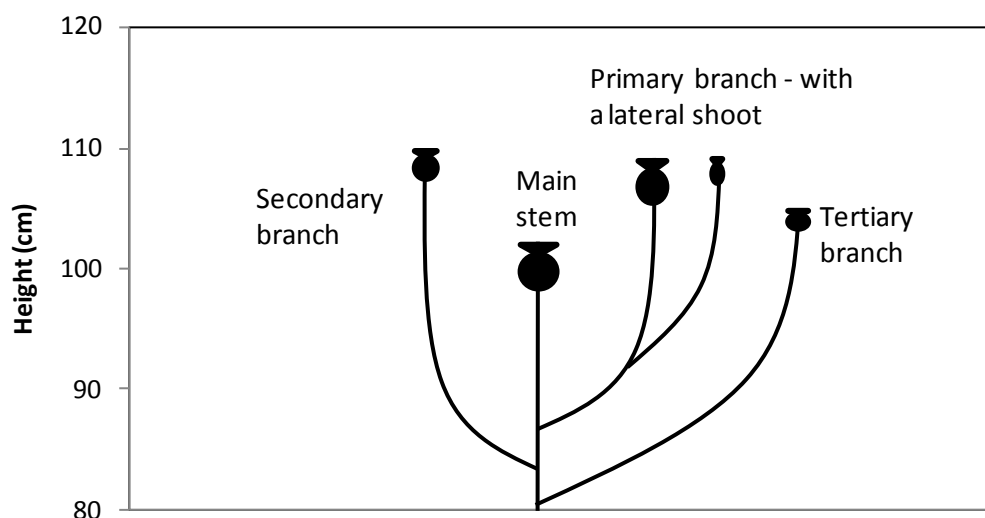 120
Primary branch - with
a lateral shoot
110
Secondary
branch
Main
stem
Tertiary
branch
100
90
80
Height (cm)